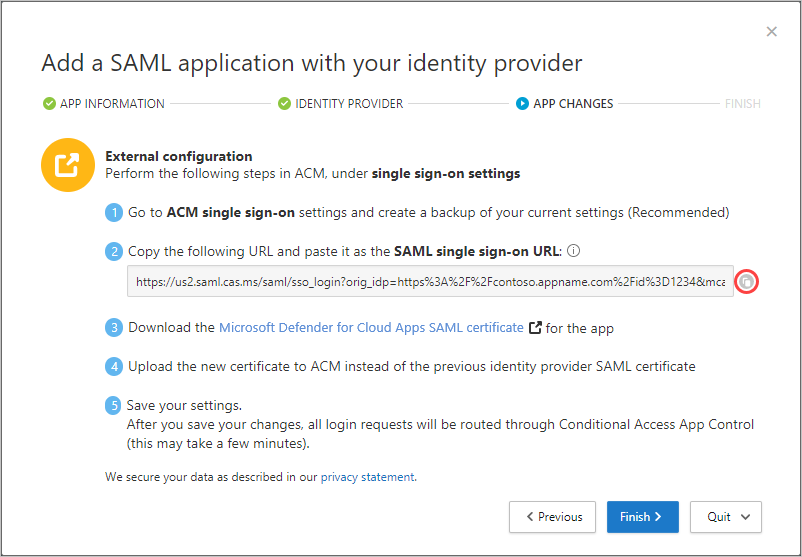 Add a SAML application with your identity provider
APP INFORMATION IDENTITY PROVIDER APP CHANGES FINISH
External configuration
Perform the following steps in ACM, under single sign-on settings
1 Go to ACM single sign-on settings and create a backup of your current settings (Recommended)
2 Copy the following URL and paste it as the SAML single sign-on URL:
https://us2.saml.cas.ms/saml/sso_login?orig_idp=https%3A%2F%2Fcontoso.appname.com%2Fid%3D1234&mca
3 Download the Microsoft Defender for Cloud Apps SAML certificate for the app
4 Upload the new certificate to ACM instead of the previous identity provider SAML certificate
5 Save your settings.
After you save your changes, all login requests will be routed through Conditional Access App Control
(this may take a few minutes).
We secure your data as described in our privacy statement.
Previous Finish Quit